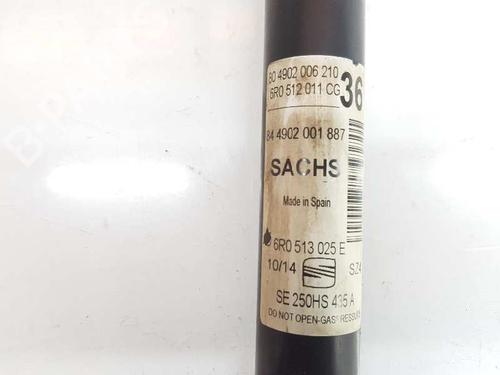 80 4902 006 210
6R0 512 011 CG
36
84 4902 001 887
SACHS
Made in Spain
6R0 513 025 E
10/14
SZ4
SE 250HS 435 A
DO NOT OPEN-GAS PRESSURE